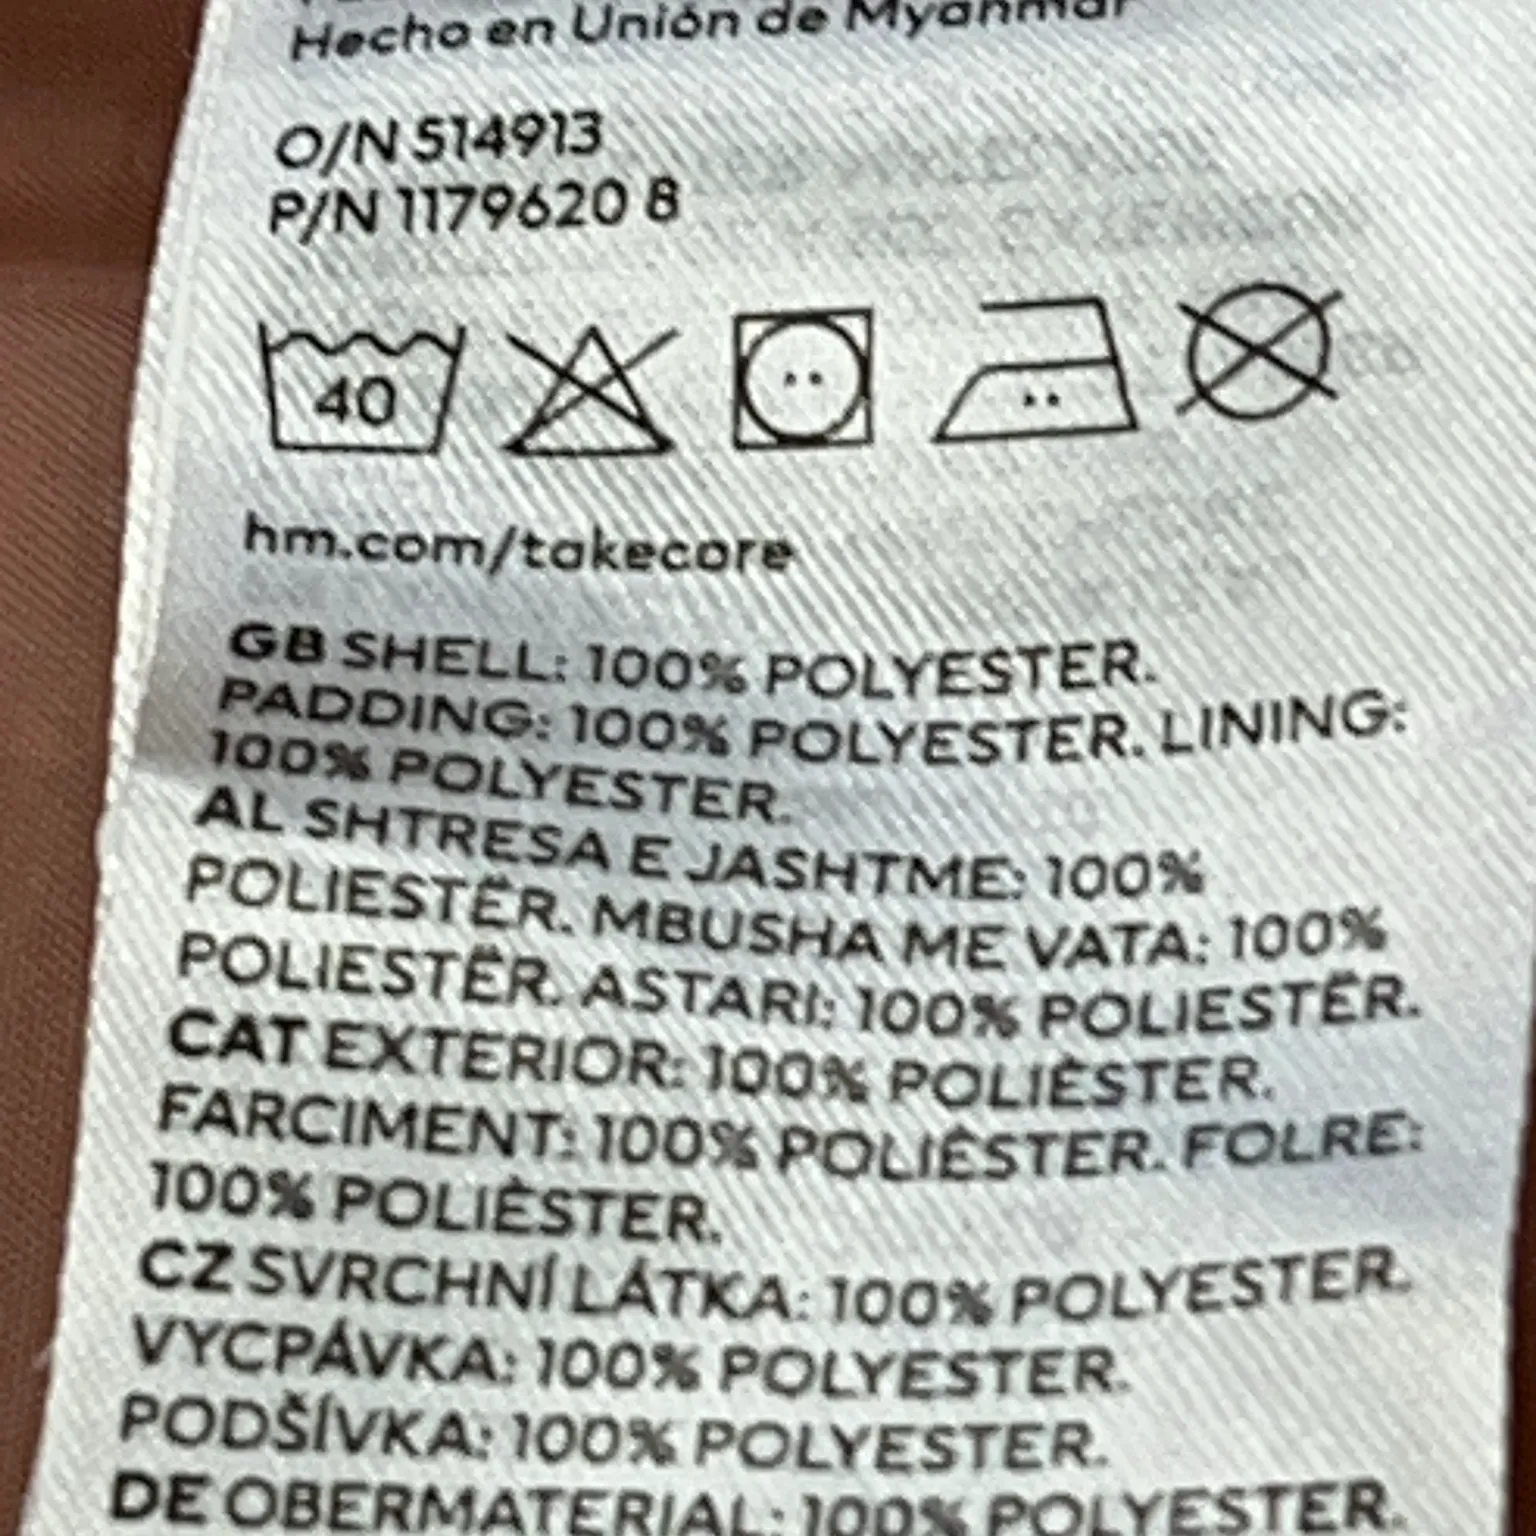 Hecho en Unión de Myanmar
O/N 514913
P/N 1179620 8
40
hm.com/takecare
GB SHELL: 100% POLYESTER.
PADDING: 100% POLYESTER. LINING:
100% POLYESTER.
AL SHTRESA E JASHTME: 100%
POLIESTËR. MBUSHA ME VATA: 100%
POLIESTËR. ASTARI: 100% POLIESTËR.
CAT EXTERIOR: 100% POLIÈSTER.
FARCIMENT: 100% POLIÈSTER. FOLRE:
100% POLIÈSTER.
CZ SVRCHNÍ LÁTKA: 100% POLYESTER.
VYCPÁVKA: 100% POLYESTER.
PODŠÍVKA: 100% POLYESTER.
DE OBERMATERIAL: 100% POLYESTER.